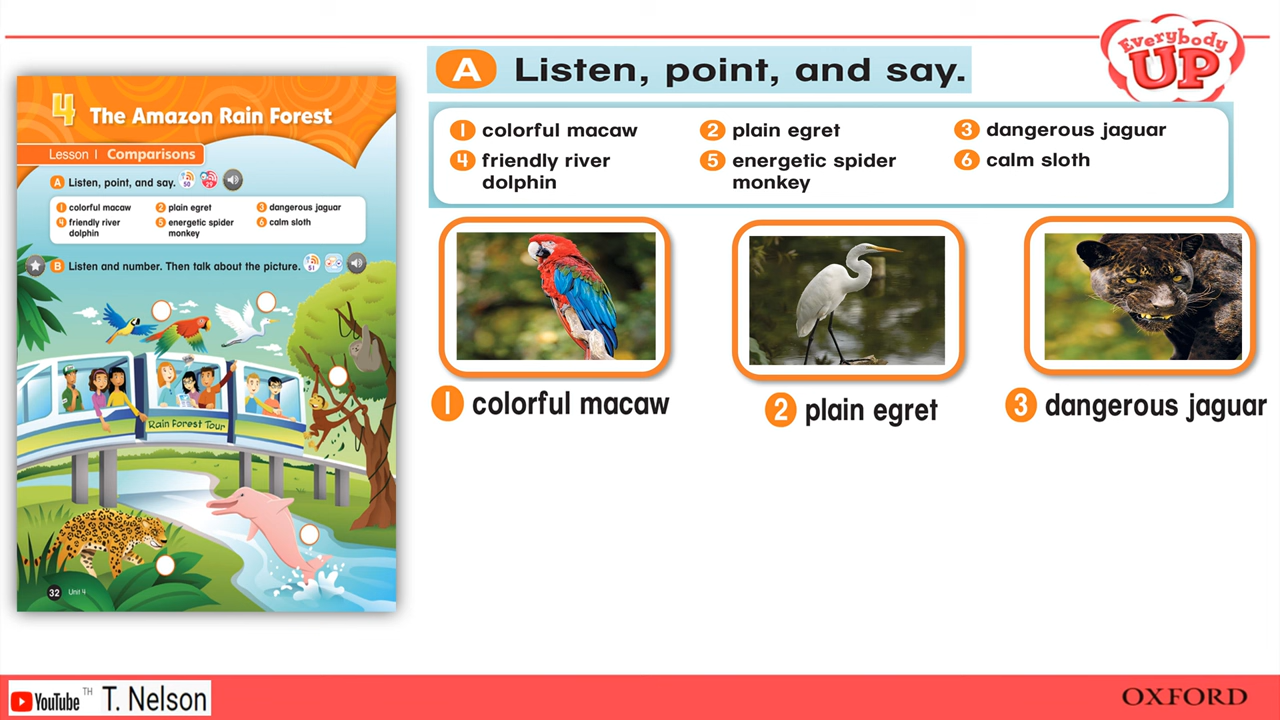 Everybody
UP
A Listen, point, and say.
1 colorful macaw
2 plain egret
3 dangerous jaguar
4 friendly river
dolphin
5 energetic spider
monkey
6 calm sloth
1 colorful macaw
2 plain egret
3 dangerous jaguar
4 The Amazon Rain Forest
Lesson 1 Comparisons
A Listen, point, and say. 50 29
1 colorful macaw
2 plain egret
3 dangerous jaguar
4 friendly river
dolphin
5 energetic spider
monkey
6 calm sloth
B Listen and number. Then talk about the picture. 51
Rain Forest Tour
32 Unit 4
YouTube TH T. Nelson
OXFORD